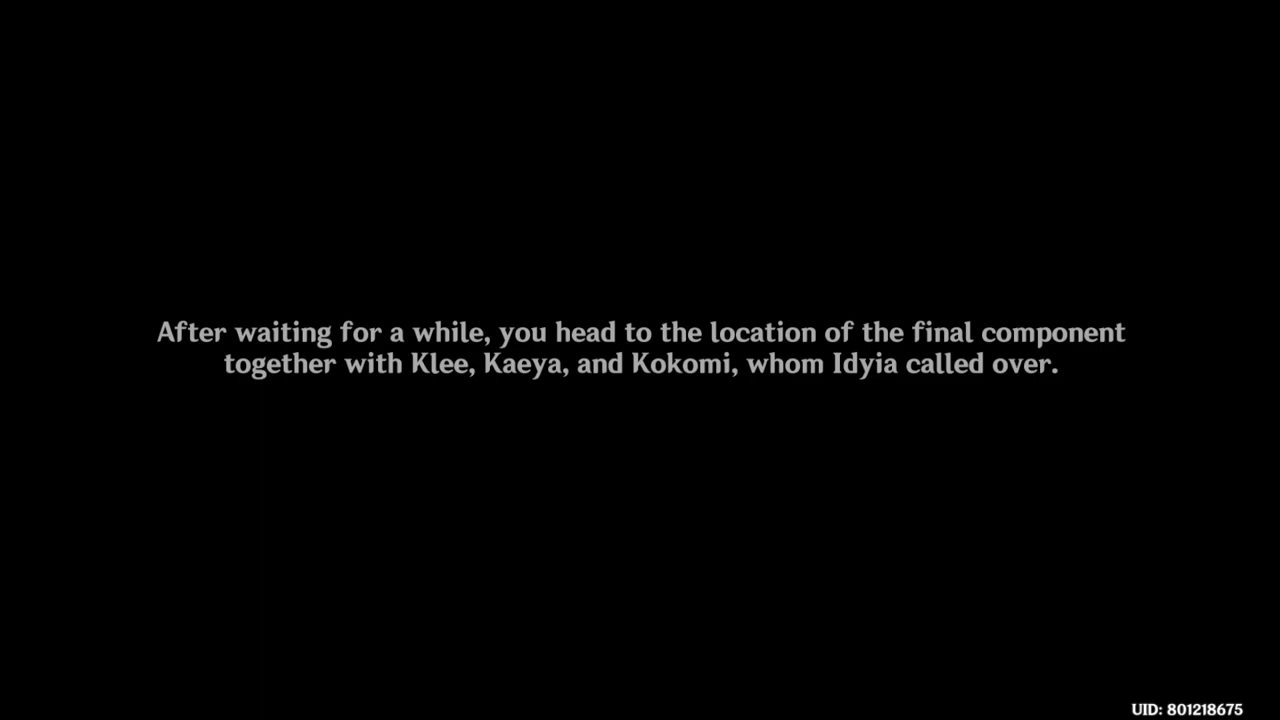 After waiting for a while, you head to the location of the final component
together with Klee, Kaeya, and Kokomi, whom Idyia called over.
UID: 801218675